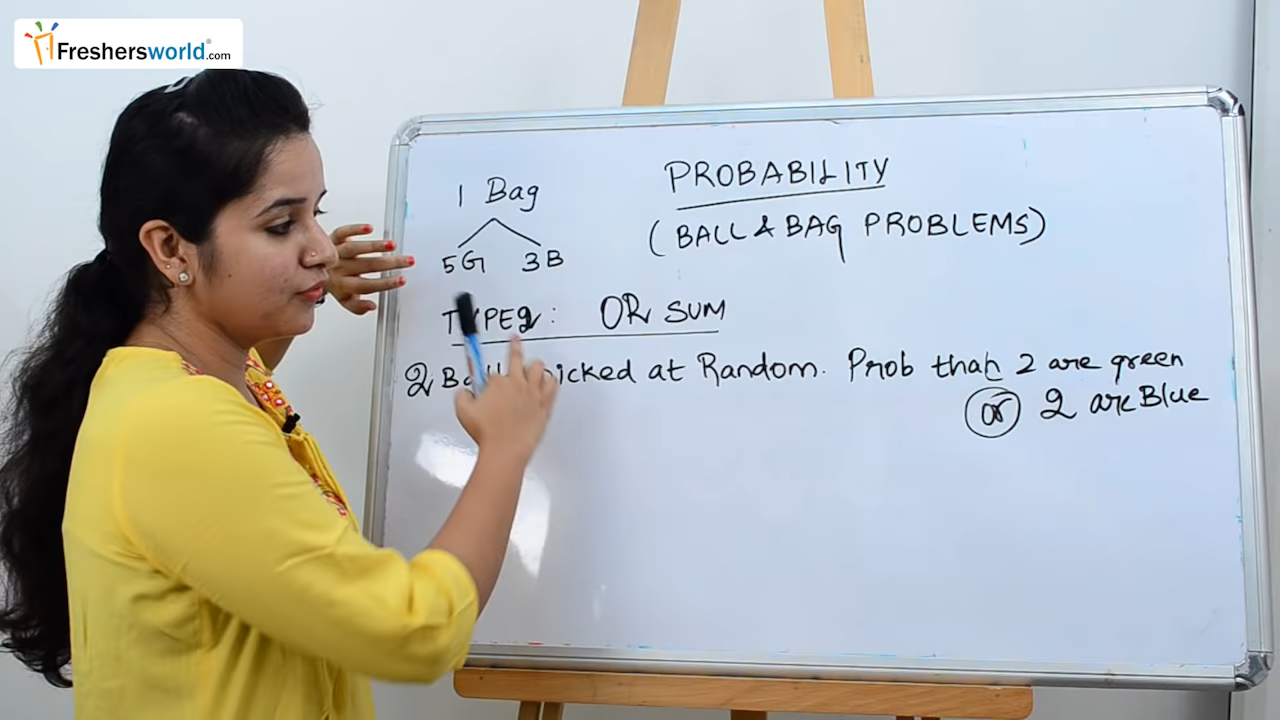 Freshersworld.com
PROBABILITY
(BALL & BAG PROBLEMS)
1 Bag
5G 3B
TYPE2: OR SUM
2 picked at Random. Prob that 2 are green
or 2 are Blue